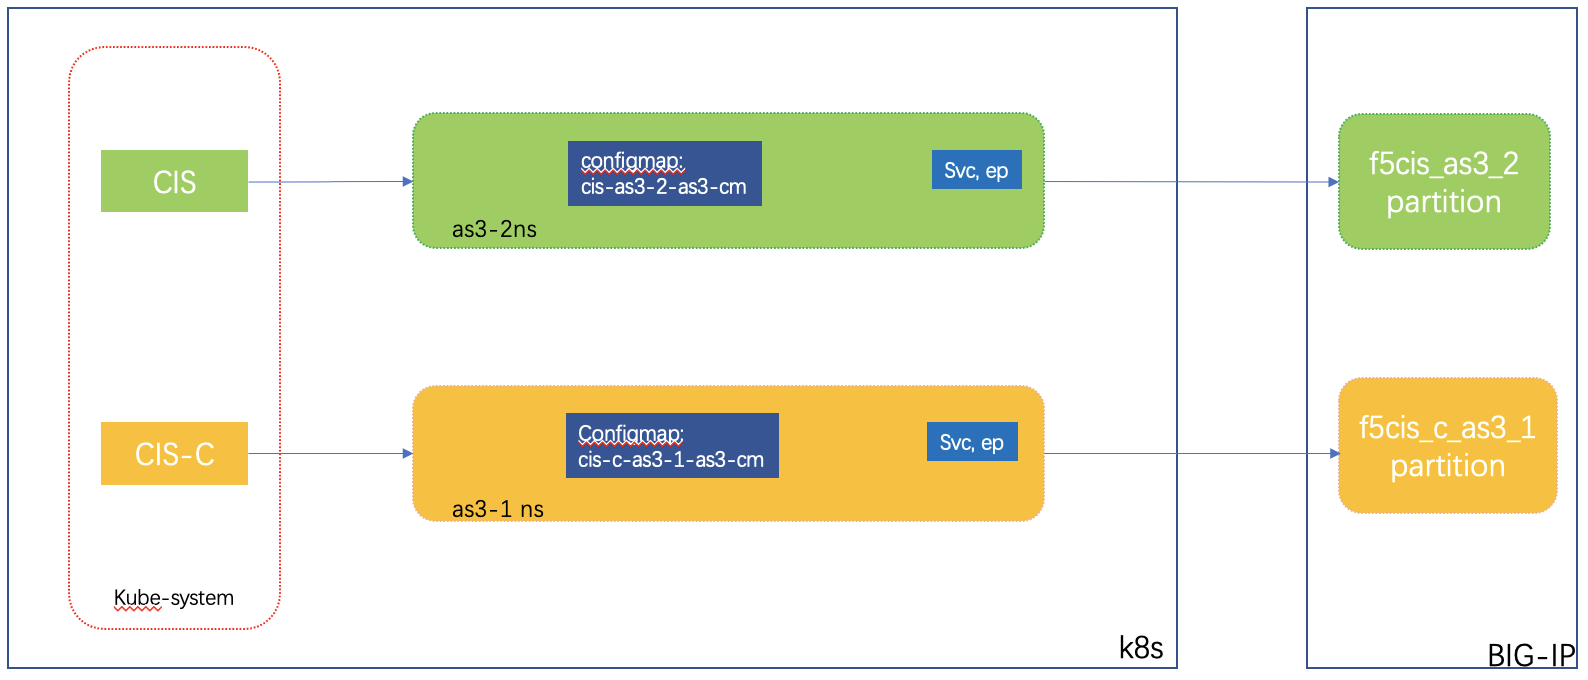 CIS
configmap:
cis-as3-2-as3-cm
Svc, ep
as3-2ns
f5cis_as3_2
partition
CIS-C
Configmap:
cis-c-as3-1-as3-cm
Svc, ep
as3-1 ns
f5cis_c_as3_1
partition
Kube-system
k8s
BIG-IP